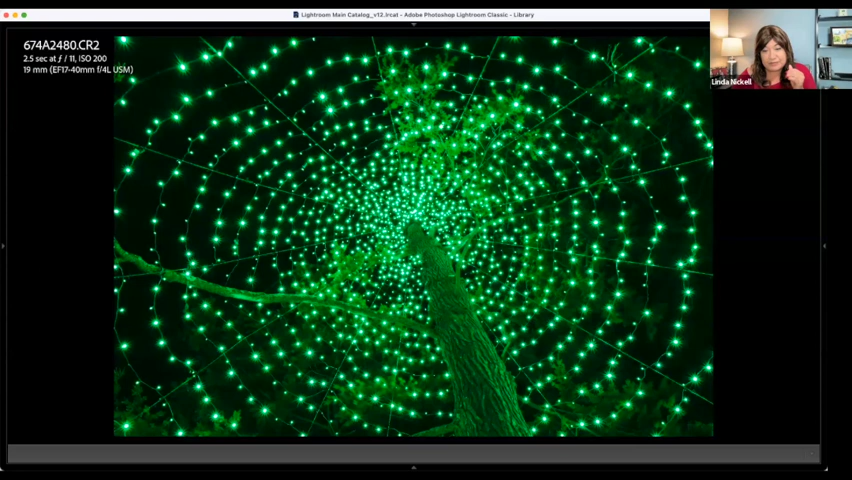 Lightroom Main Catalog_v12.lrcat - Adobe Photoshop Lightroom Classic - Library
674A2480.CR2
2.5 sec at ƒ / 11, ISO 200
19 mm (EF17-40mm f/4L USM)
Linda Nickell